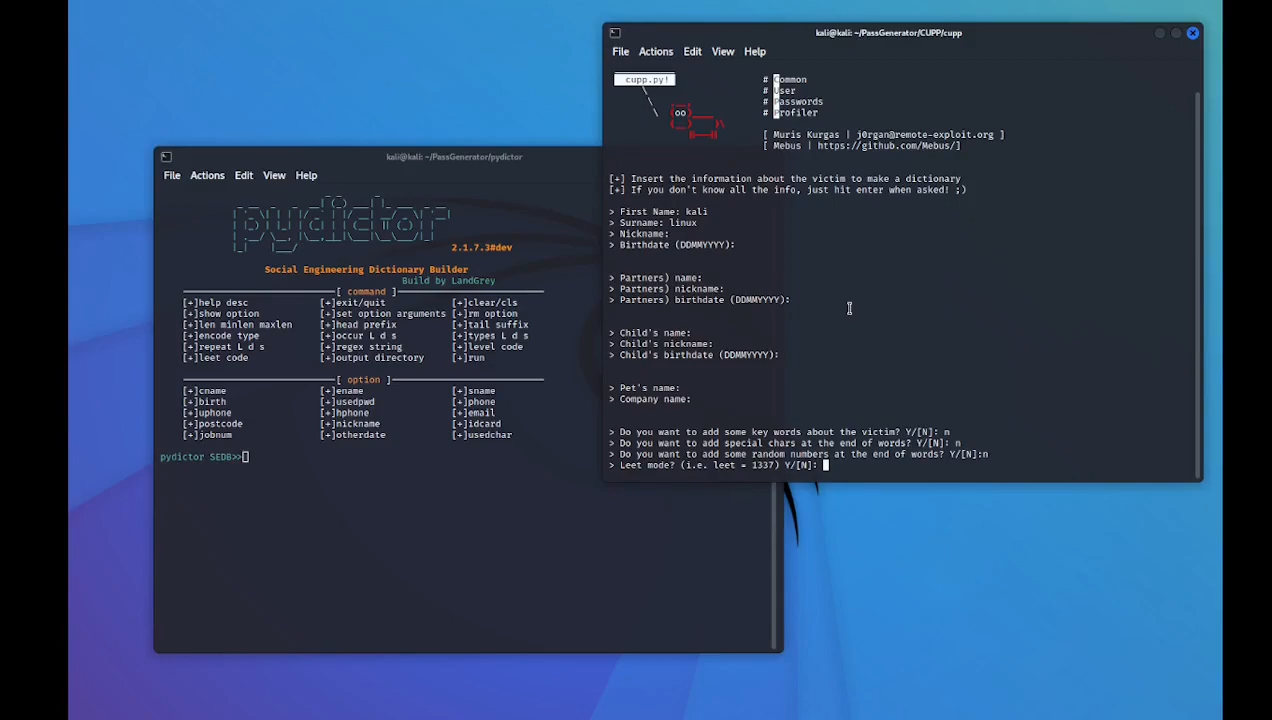 kali@kali: ~/PassGenerator/CUPP/cupp
File Actions Edit View Help
cupp.py!
# Common
# User
# Passwords
# Profiler
[ Muris Kurgas | j0rgan@remote-exploit.org ]
[ Mebus | https://github.com/Mebus/]
[+] Insert the information about the victim to make a dictionary
[+] If you don't know all the info, just hit enter when asked! ;)
> First Name: kali
> Surname: linux
> Nickname:
> Birthdate (DDMMYYYY):
> Partners) name:
> Partners) nickname:
> Partners) birthdate (DDMMYYYY):
> Child's name:
> Child's nickname:
> Child's birthdate (DDMMYYYY):
> Pet's name:
> Company name:
> Do you want to add some key words about the victim? Y/[N]: n
> Do you want to add special chars at the end of words? Y/[N]: n
> Do you want to add some random numbers at the end of words? Y/[N]:n
> Leet mode? (i.e. leet = 1337) Y/[N]:
kali@kali: ~/PassGenerator/pydictor
File Actions Edit View Help
pydictor
2.1.7.3#dev
Social Engineering Dictionary Builder
Build by LandGrey
[ command ]
[+]help desc [+]exit/quit [+]clear/cls
[+]show option [+]set option arguments [+]rm option
[+]len minlen maxlen [+]head prefix [+]tail suffix
[+]encode type [+]occur L d s [+]types L d s
[+]repeat L d s [+]regex string [+]level code
[+]leet code [+]output directory [+]run
[ option ]
[+]cname [+]ename [+]sname
[+]birth [+]usedpwd [+]phone
[+]uphone [+]hphone [+]email
[+]postcode [+]nickname [+]idcard
[+]jobnum [+]otherdate [+]usedchar
pydictor SEDB>>